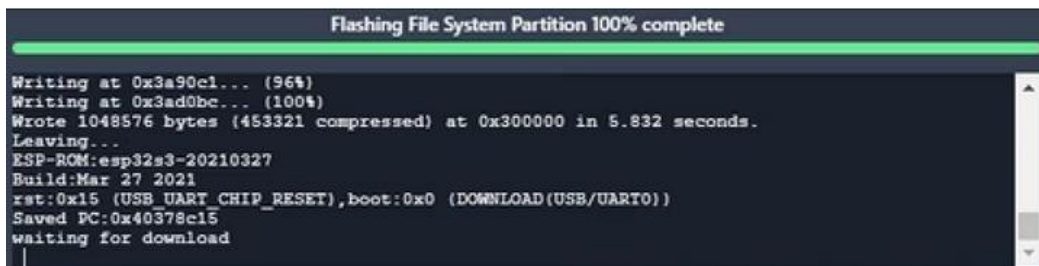 Flashing File System Partition 100% complete
Writing at 0x3a90c1... (96%)
Writing at 0x3ad0bc... (100%)
Wrote 1048576 bytes (453321 compressed) at 0x300000 in 5.832 seconds.
Leaving...
ESP-ROM:esp32s3-20210327
Build:Mar 27 2021
rst:0x15 (USB_UART_CHIP_RESET),boot:0x0 (DOWNLOAD(USB/UART0))
Saved PC:0x40378c15
waiting for download